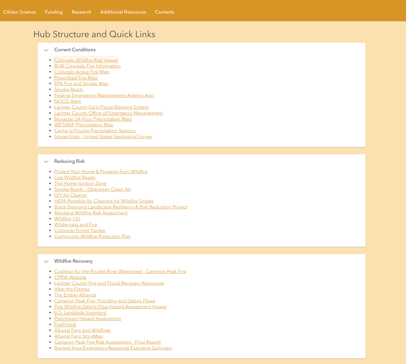 Citizen Science Funding Research Additional Resources Contacts
Hub Structure and Quick Links
Current Conditions
Colorado Wildfire Risk Viewer
BLM Colorado Fire Information
Colorado Active Fire Map
Prescribed Fire Map
EPA Fire and Smoke Map
Smoke Ready
Federal Emergency Management Agency App
NOCO Alert
Larimer County Early Flood Warning System
Larimer County Office of Emergency Management
Novastar 24-Hour Precipitation Map
WETMAP Precipitation Map
Cache la Poudre Precipitation Stations
StreamStats - United States Geological Survey
Reducing Risk
Protect Your Home & Property from Wildfire
Live Wildfire Ready
The Home Ignition Zone
Smoke Ready - Okanogan Clean Air
DIY Air Cleaner
HEPA Portable Air Cleaners for Wildfire Smoke
Black Diamond Landscape Resiliency & Risk Reduction Project
Montana Wildfire Risk Assessment
Wildfire 101
Wilderness and Fire
Colorado Forest Tracker
Community Wildfire Protection Plan
Wildfire Recovery
Coalition for the Poudre River Watershed - Cameron Peak Fire
CPRW Website
Larimer County Fire and Flood Recovery Resources
After the Flames
The Ember Alliance
Cameron Peak Fire: Flooding and Debris Flows
Post Wildfire Debris Flow Hazard Assessment Viewer
U.S. Landslide Inventory
Preliminary Hazard Assessment
FireForest
Alluvial Fans and Wildfires
Alluvial Fans StoryMap
Cameron Peak Fire Risk Assessment - Final Report
Burned Area Emergency Response Executive Summary